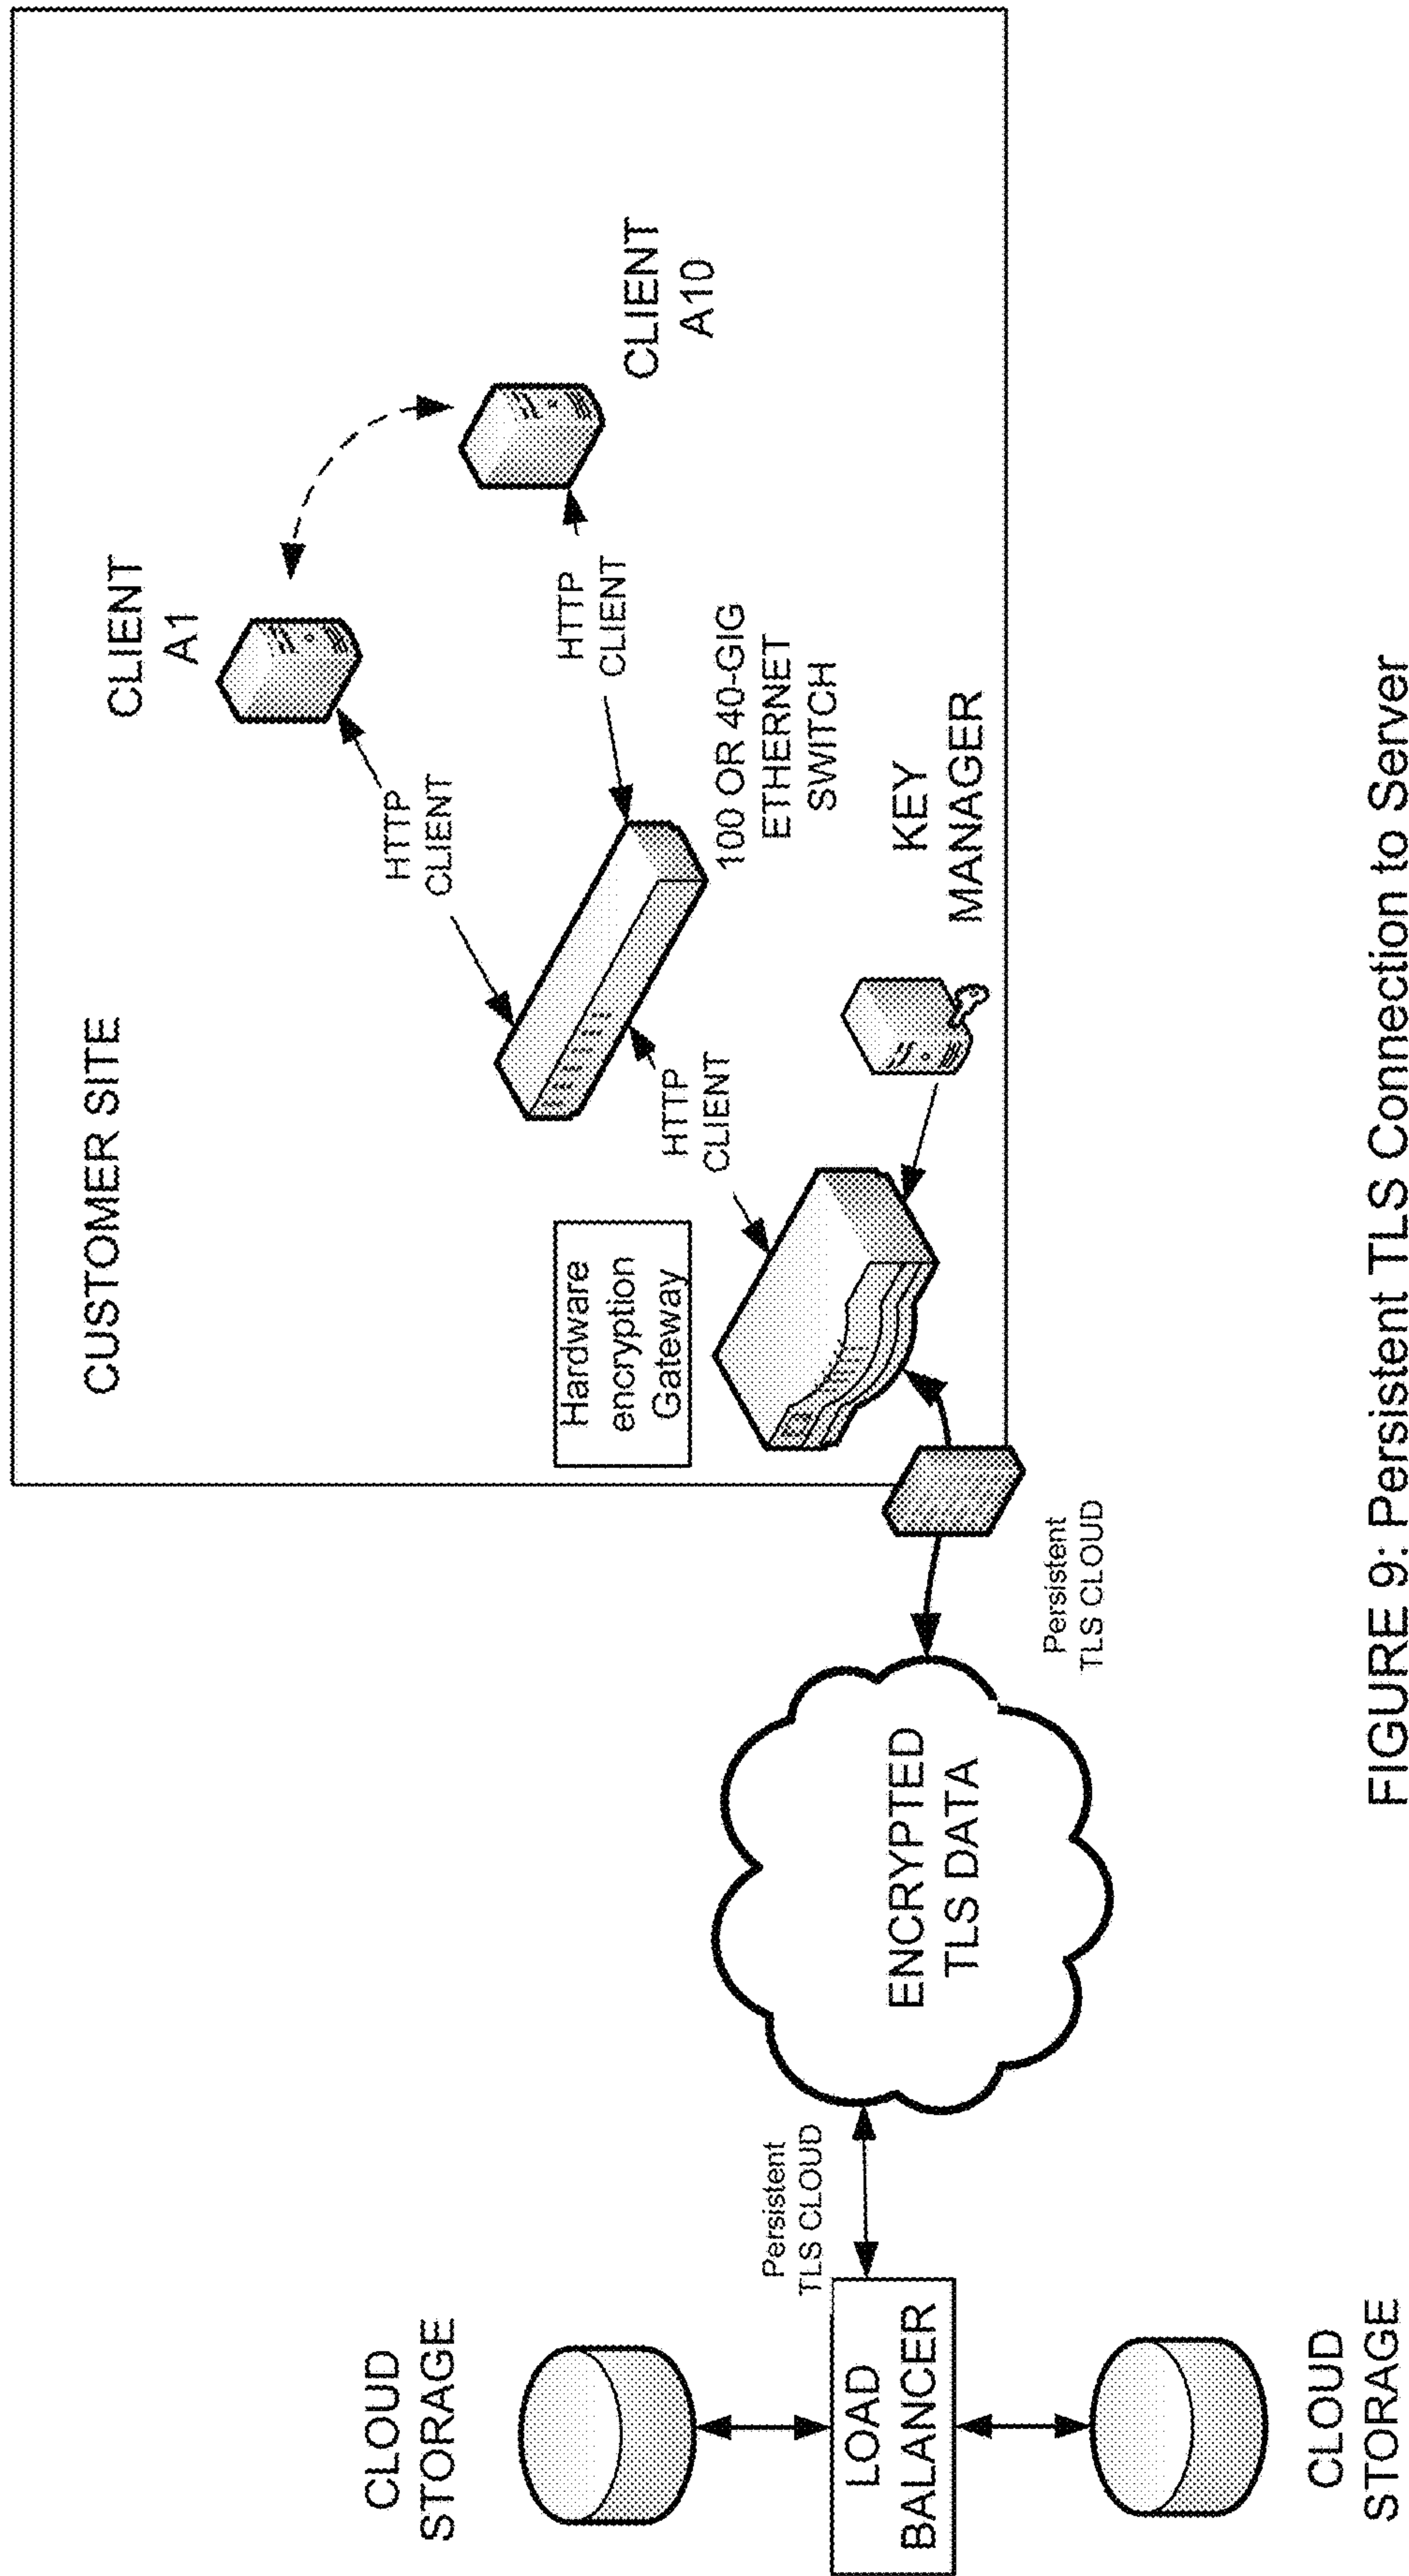 CUSTOMER SITE
CLIENT
A1
CLIENT
A10
HTTP
CLIENT
HTTP
CLIENT
100 OR 40-GIG
ETHERNET
SWITCH
HTTP
CLIENT
KEY
MANAGER
Hardware
encryption
Gateway
Persistent
TLS CLOUD
ENCRYPTED
TLS DATA
Persistent
TLS CLOUD
CLOUD
STORAGE
LOAD
BALANCER
CLOUD
STORAGE
FIGURE 9: Persistent TLS Connection to Server